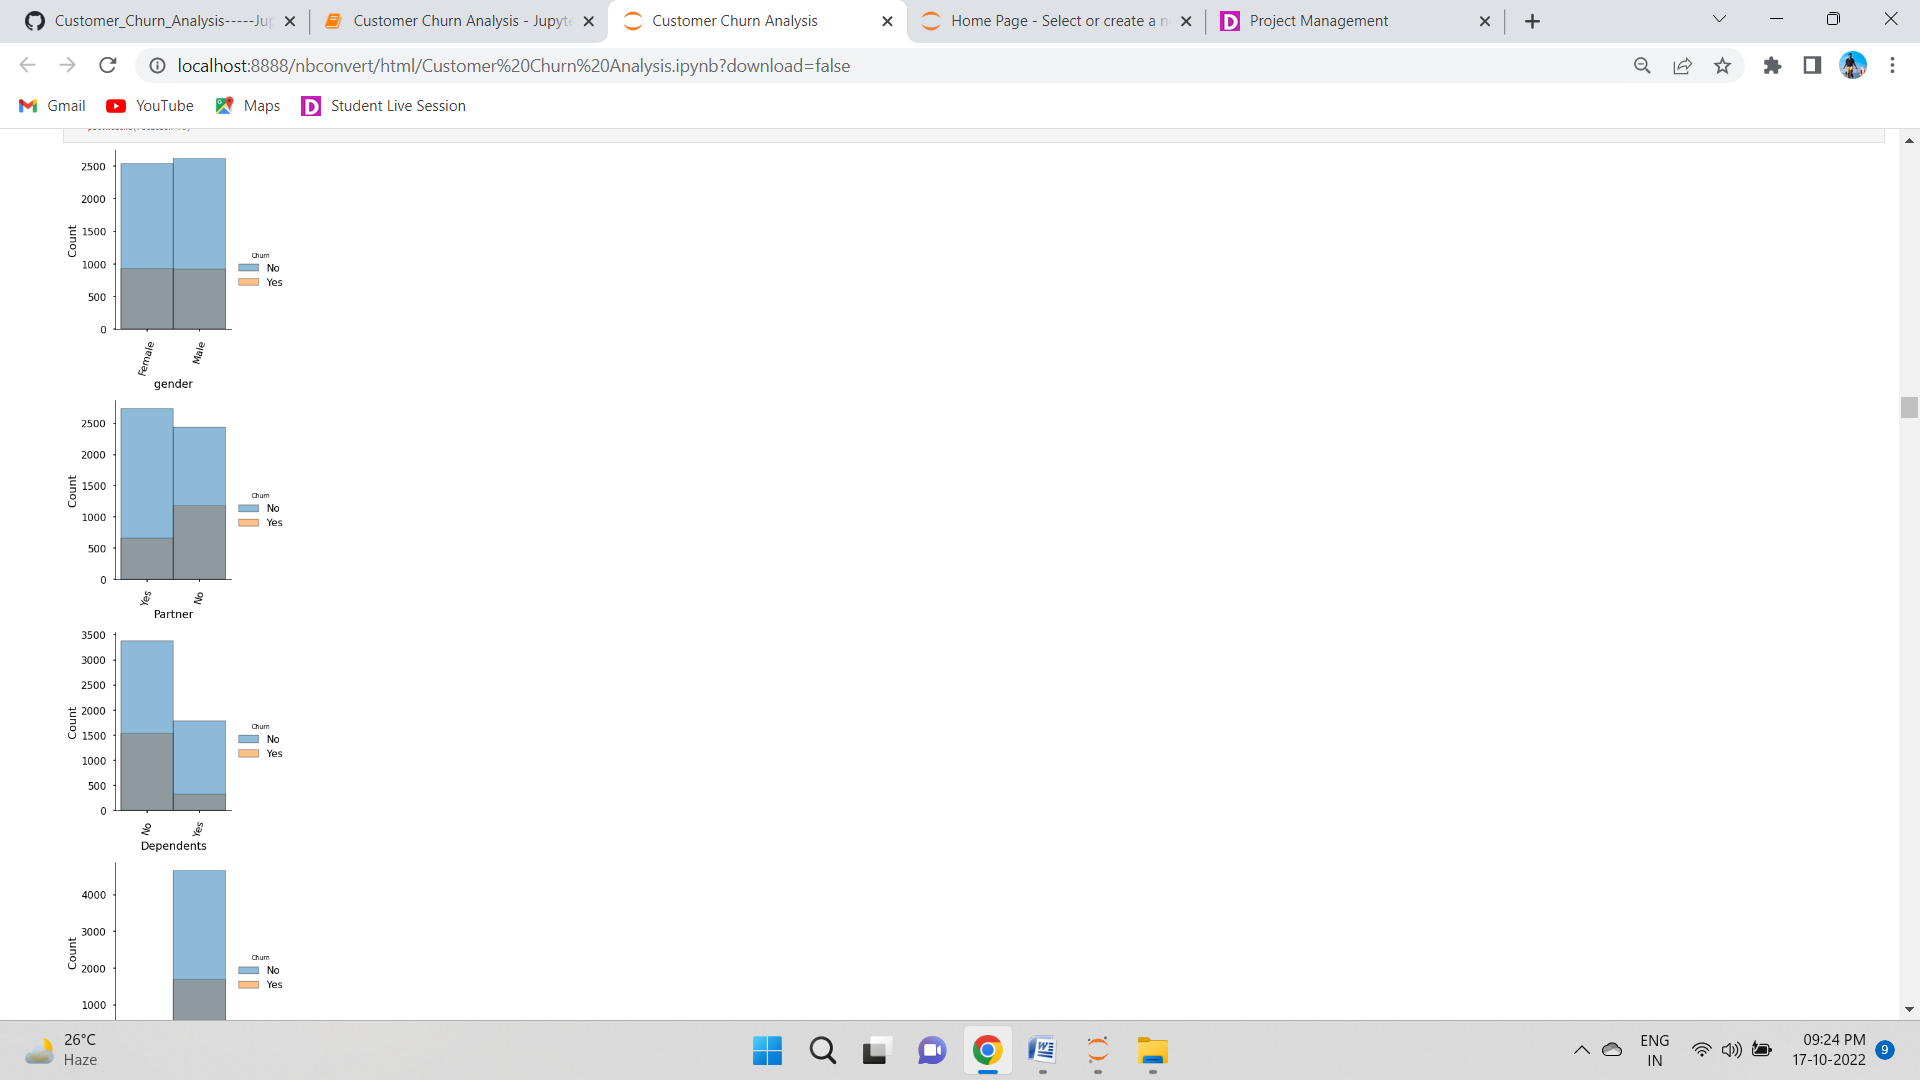 Customer_Churn_Analysis-----Ju
Customer Churn Analysis - Jupyt
Customer Churn Analysis
Home Page - Select or create a n
Project Management
localhost:8888/nbconvert/html/Customer%20Churn%20Analysis.ipynb?download=false
Gmail
YouTube
Maps
Student Live Session
2500
2000
1500
1000
500
0
Count
Churn
No
Yes
Female
Male
gender
2500
2000
1500
1000
500
0
Count
Churn
No
Yes
Yes
No
Partner
3500
3000
2500
2000
1500
1000
500
0
Count
Churn
No
Yes
No
Yes
Dependents
4000
3000
2000
1000
Count
Churn
No
Yes
26°C
Haze
ENG
IN
09:24 PM
17-10-2022
9